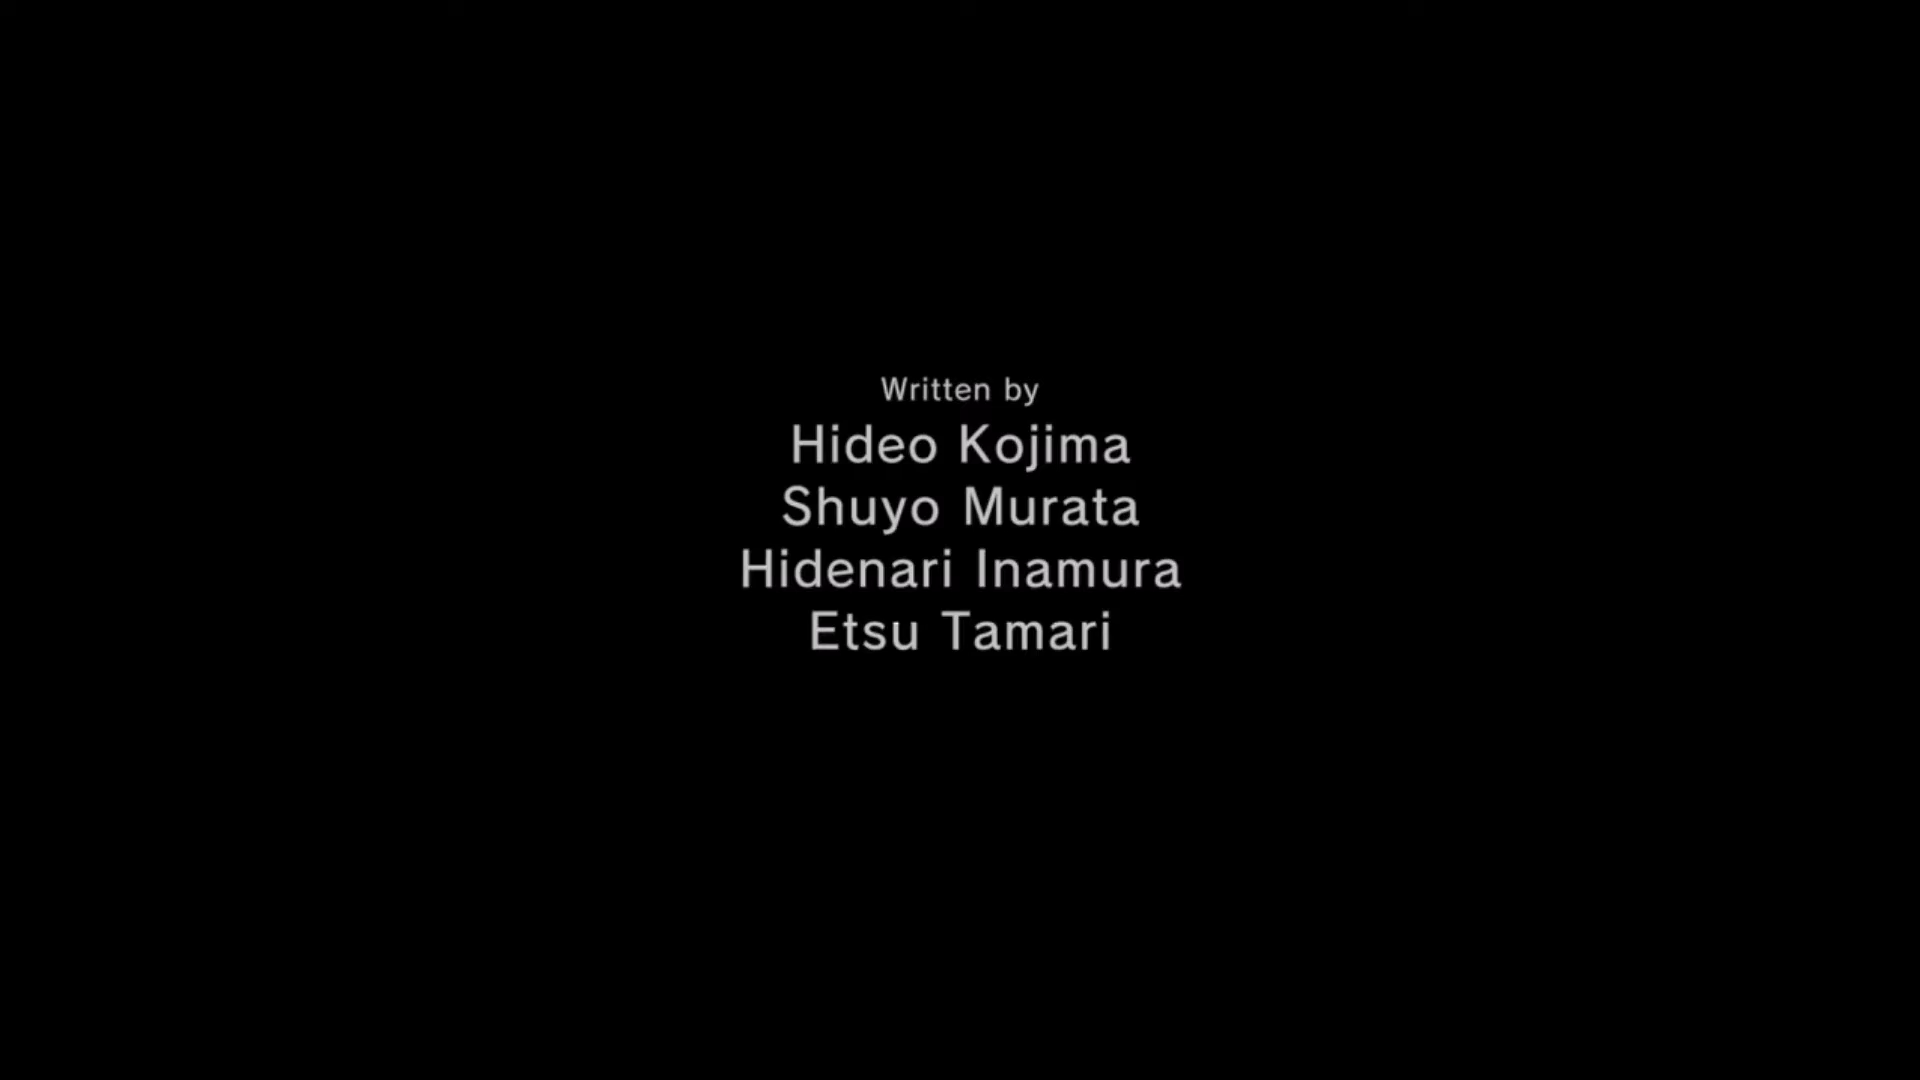 Written by
Hideo Kojima
Shuyo Murata
Hidenari Inamura
Etsu Tamari